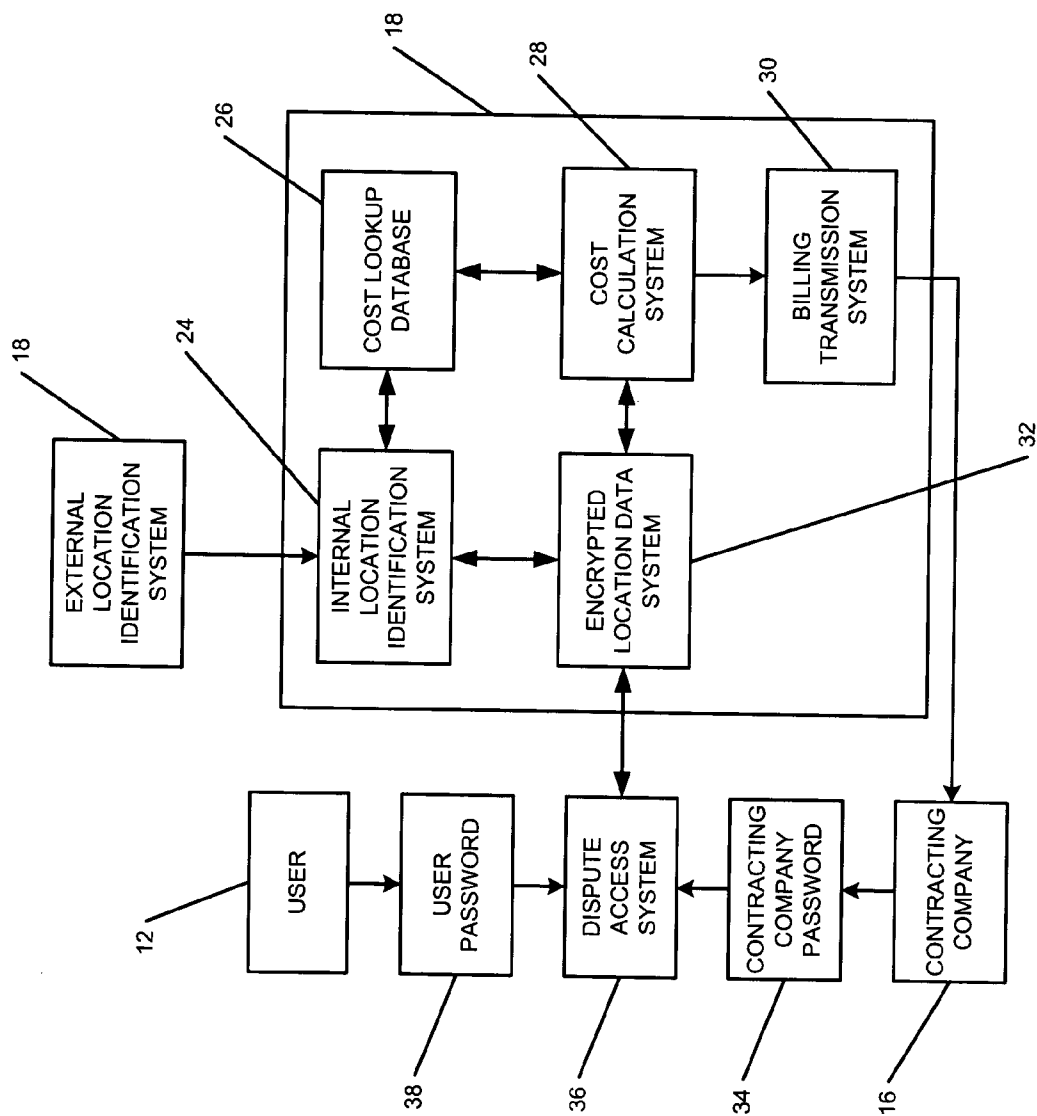 18
EXTERNAL
LOCATION
IDENTIFICATION
SYSTEM
24
INTERNAL
LOCATION
IDENTIFICATION
SYSTEM
26
COST LOOKUP
DATABASE
18
12
USER
38
USER
PASSWORD
36
DISPUTE
ACCESS
SYSTEM
ENCRYPTED
LOCATION DATA
SYSTEM
32
COST
CALCULATION
SYSTEM
28
34
CONTRACTING
COMPANY
PASSWORD
BILLING
TRANSMISSION
SYSTEM
30
16
CONTRACTING
COMPANY